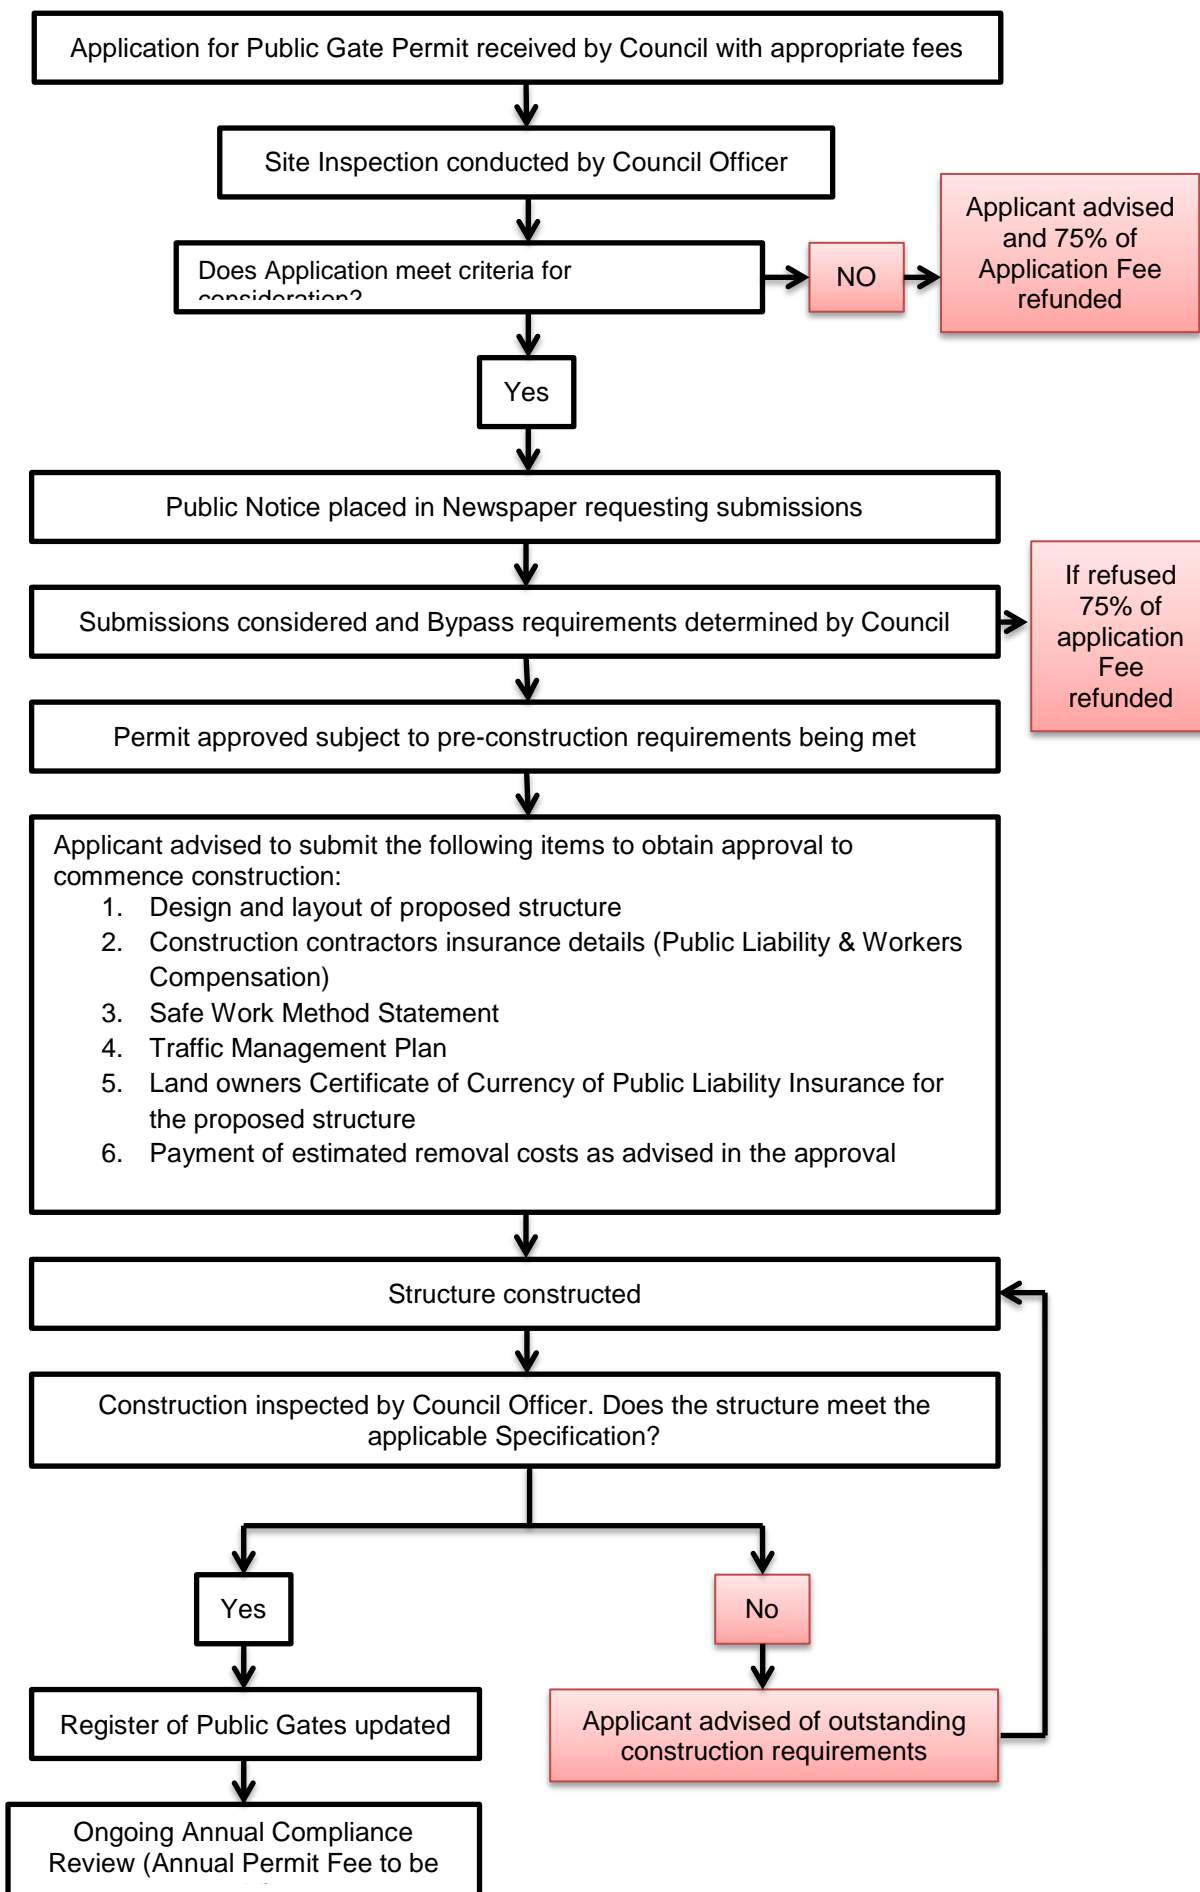 Application for Public Gate Permit received by Council with appropriate fees
Site Inspection conducted by Council Officer
Does Application meet criteria for
consideration?
NO
Applicant advised
and 75% of
Application Fee
refunded
Yes
Public Notice placed in Newspaper requesting submissions
Submissions considered and Bypass requirements determined by Council
If refused
75% of
application
Fee
refunded
Permit approved subject to pre-construction requirements being met
Applicant advised to submit the following items to obtain approval to
commence construction:
1. Design and layout of proposed structure
2. Construction contractors insurance details (Public Liability & Workers
Compensation)
3. Safe Work Method Statement
4. Traffic Management Plan
5. Land owners Certificate of Currency of Public Liability Insurance for
the proposed structure
6. Payment of estimated removal costs as advised in the approval
Structure constructed
Construction inspected by Council Officer. Does the structure meet the
applicable Specification?
Yes
No
Register of Public Gates updated
Applicant advised of outstanding
construction requirements
Ongoing Annual Compliance
Review (Annual Permit Fee to be